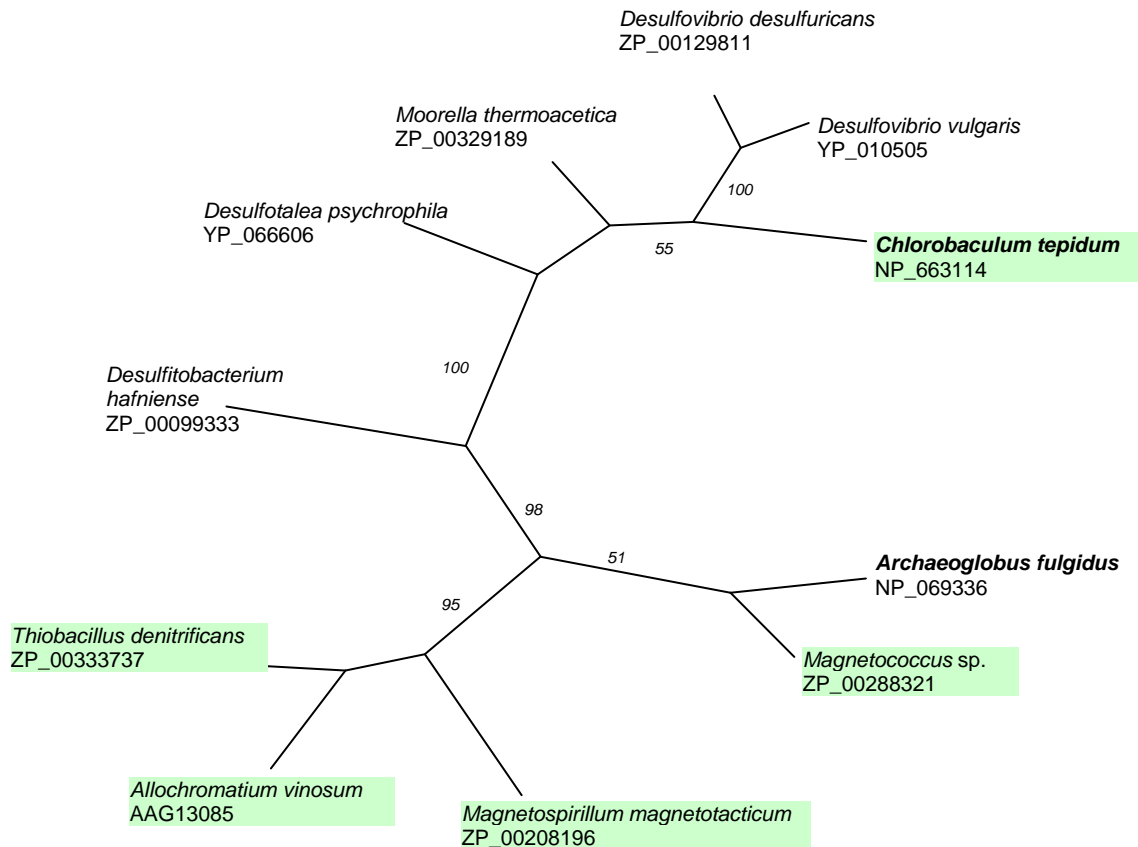 Desulfovibrio desulfuricans
ZP_00129811
Moorella thermoacetica
ZP_00329189
Desulfovibrio vulgaris
YP_010505
100
Desulfotalea psychrophila
YP_066606
55
Chlorobaculum tepidum
NP_663114
100
Desulfitobacterium
hafniense
ZP_00099333
98
51
Archaeoglobus fulgidus
NP_069336
95
Thiobacillus denitrificans
ZP_00333737
Magnetococcus sp.
ZP_00288321
Allochromatium vinosum
AAG13085
Magnetospirillum magnetotacticum
ZP_00208196